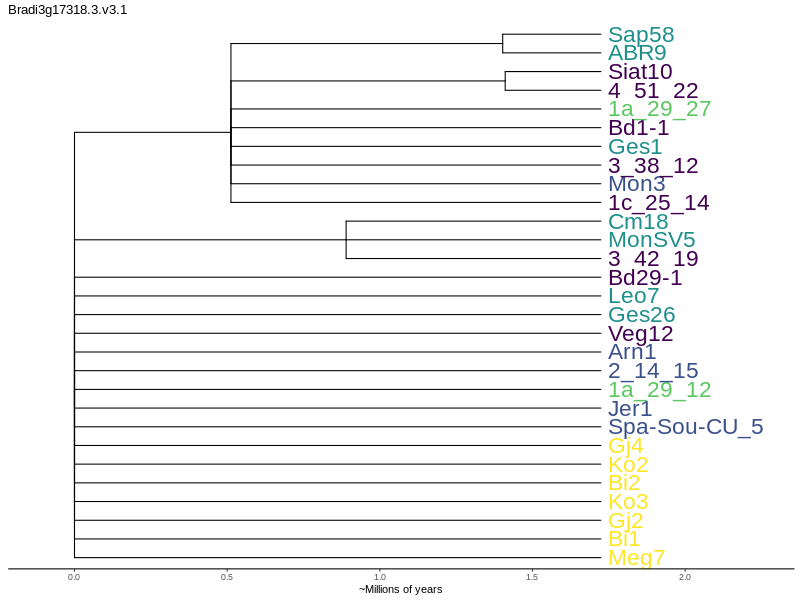 Bradi3g17318.3.v3.1
Sap58
ABR9
Siat10
4_51_22
1a_29_27
Bd1-1
Ges1
3_38_12
Mon3
1c_25_14
Cm18
MonSV5
3_42_19
Bd29-1
Leo7
Ges26
Veg12
Arn1
2_14_15
1a_29_12
Jer1
Spa-Sou-CU_5
Gj4
Ko2
Bi2
Ko3
Gj2
Bi1
Meg7
0.0 0.5 1.0 1.5 2.0
~Millions of years